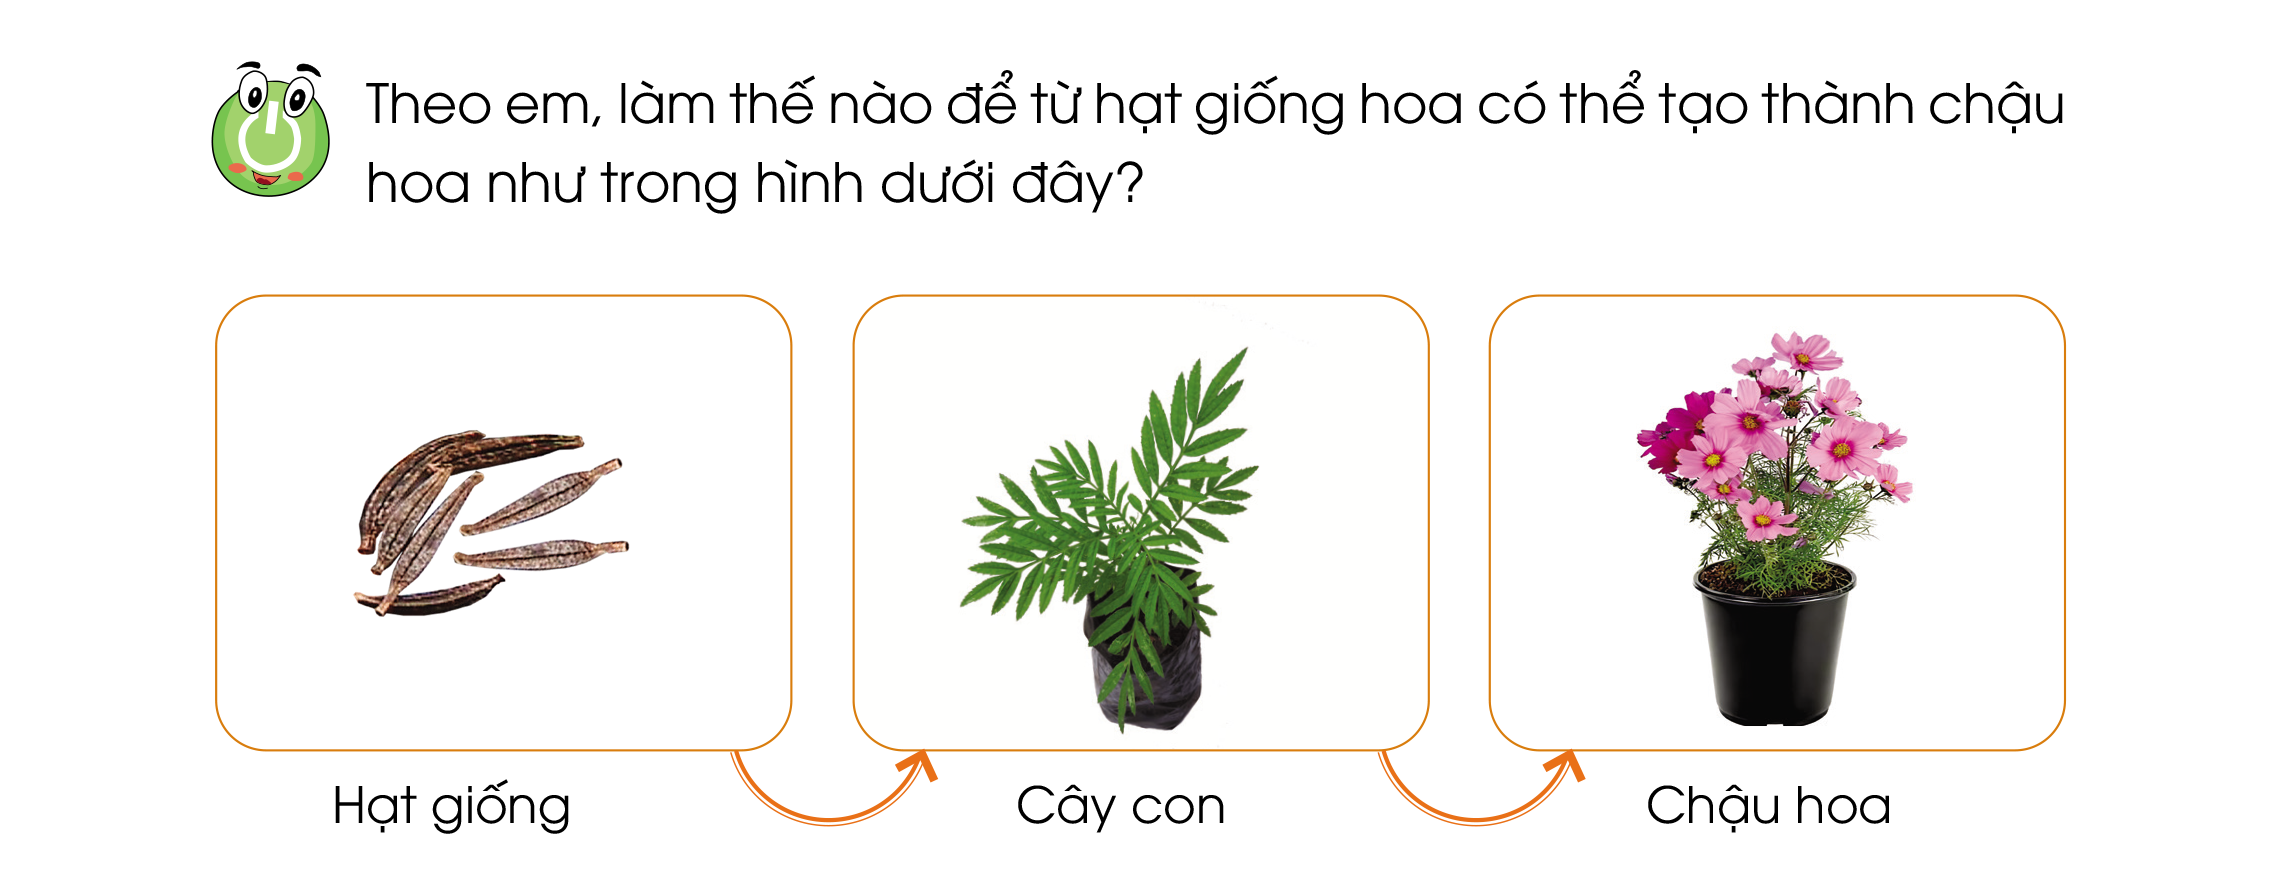 Theo em, làm thế nào để từ hạt giống hoa có thể tạo thành chậu
hoa như trong hình dưới đây?
Hạt giống
Cây con
Chậu hoa